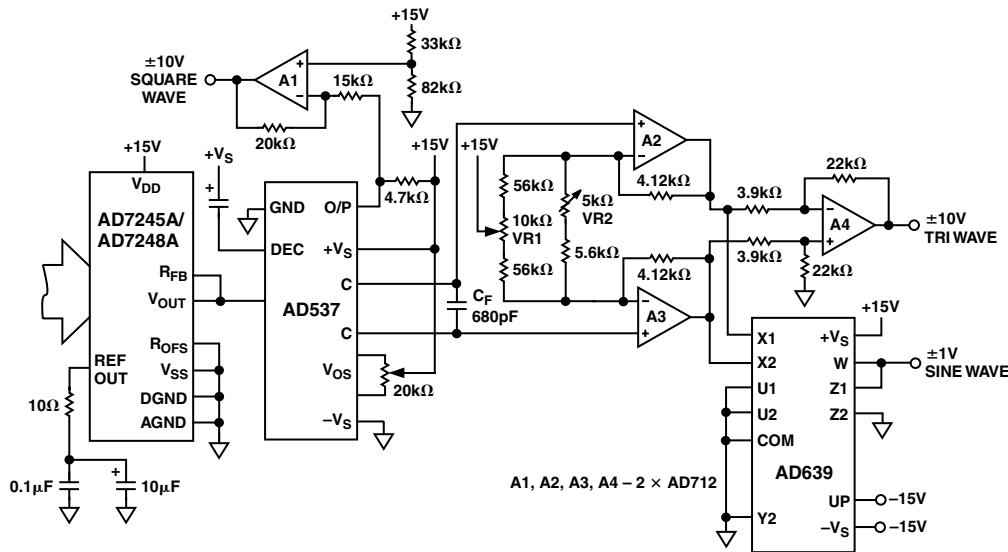 ±10V
SQUARE
WAVE
A1
+
–
15kΩ
20kΩ
+15V
33kΩ
82kΩ
+15V
VDD
AD7245A/
AD7248A
RFB
VOUT
ROFS
VSS
DGND
AGND
REF
OUT
10Ω
0.1µF
+
10µF
+VS
+
GND
DEC
AD537
O/P
+VS
C
C
VOS
–VS
4.7kΩ
+15V
20kΩ
CF
680pF
+15V
56kΩ
10kΩ
VR1
56kΩ
5kΩ
VR2
5.6kΩ
+
–
A2
4.12kΩ
4.12kΩ
–
+
A3
3.9kΩ
3.9kΩ
22kΩ
22kΩ
–
+
A4
±10V
TRI WAVE
X1
X2
U1
U2
COM
Y2
AD639
+VS
W
Z1
Z2
UP
–VS
+15V
±1V
SINE WAVE
–15V
–15V
A1, A2, A3, A4 – 2 × AD712